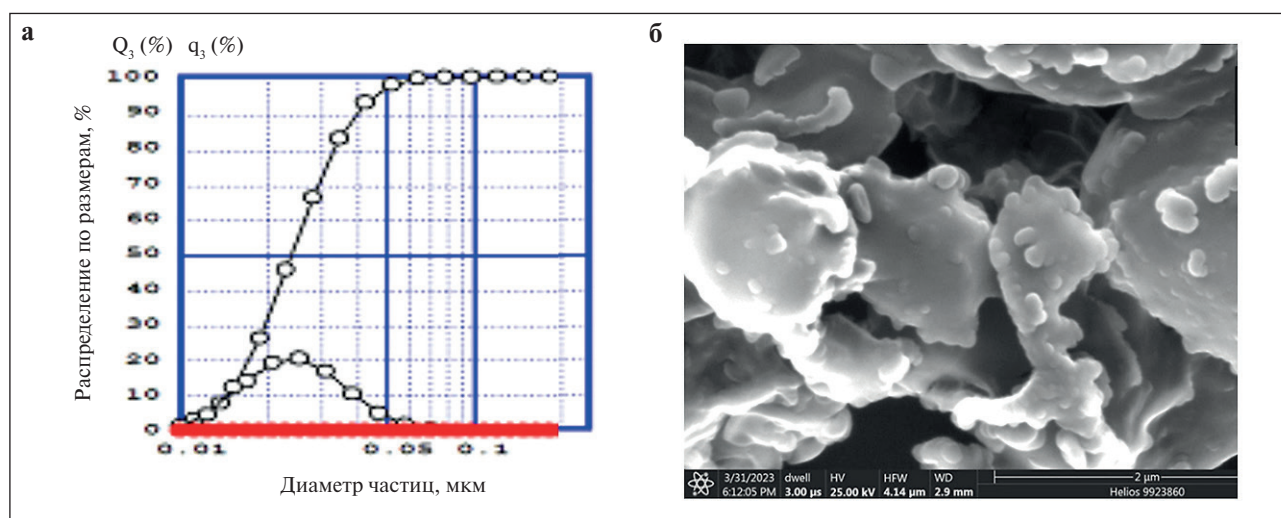 а
Q3 (%) q3 (%)
Распределение по размерам, %
100
90
80
70
60
50
40
30
20
10
0
0.01 0.05 0.1
Диаметр частиц, мкм
б
3/31/2023 dwell HV HFW WD 2 µm
6:12:05 PM 3.00 µs 25.00 kV 4.14 µm 2.9 mm Helios 9923860